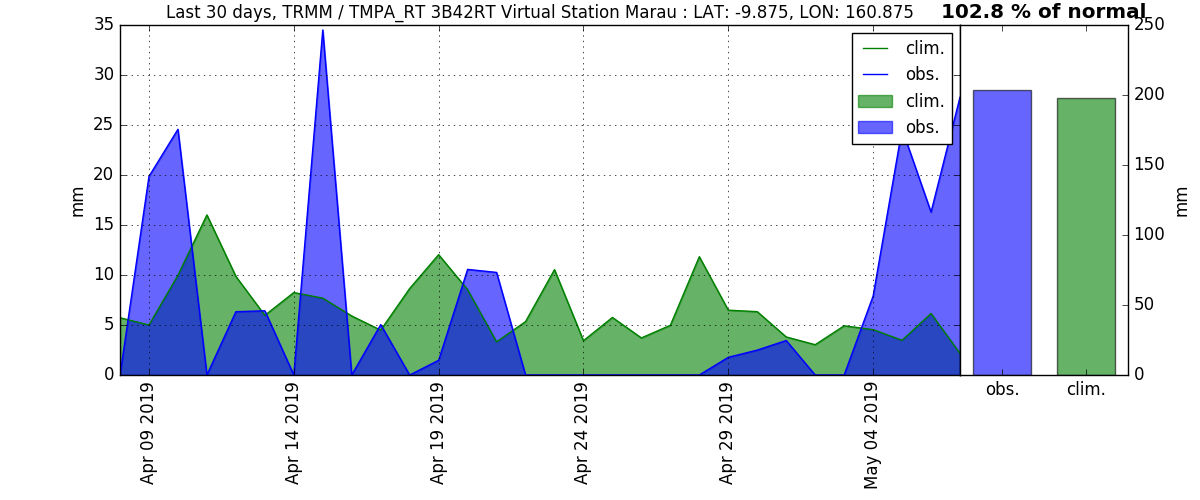 Last 30 days, TRMM / TMPA_RT 3B42RT Virtual Station Marau : LAT: -9.875, LON: 160.875
102.8 % of normal
35
30
25
20
15
10
5
0
mm
clim.
obs.
clim.
obs.
Apr 09 2019
Apr 14 2019
Apr 19 2019
Apr 24 2019
Apr 29 2019
May 04 2019
250
200
150
100
50
0
mm
obs.
clim.